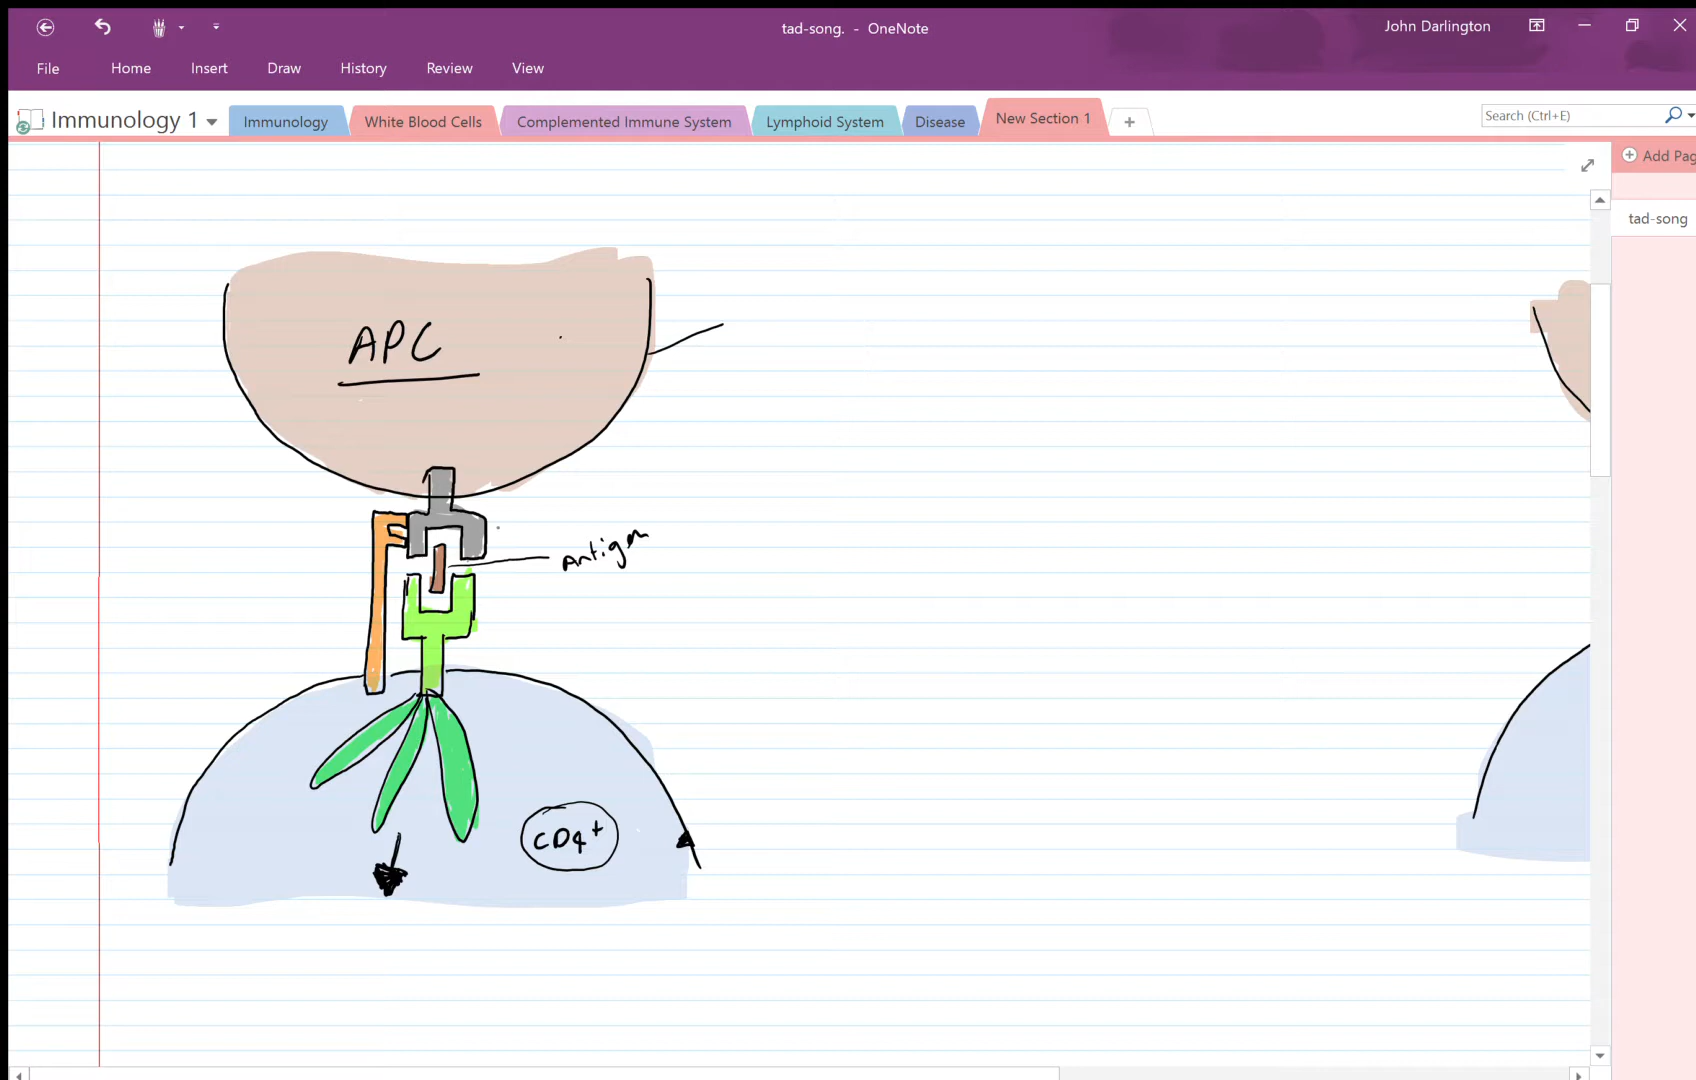 tad-song. - OneNote
John Darlington
File Home Insert Draw History Review View
Immunology 1
Immunology White Blood Cells Complemented Immune System Lymphoid System Disease New Section 1
Search (Ctrl+E)
Add Pag
tad-song
APC
Antigen
CD4+